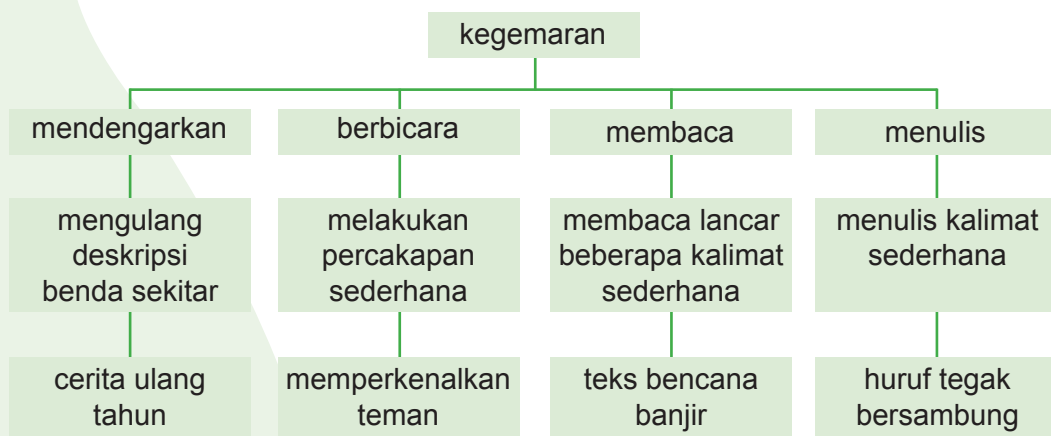 kegemaran
mendengarkan
berbicara
membaca
menulis
mengulang
deskripsi
benda sekitar
melakukan
percakapan
sederhana
membaca lancar
beberapa kalimat
sederhana
menulis kalimat
sederhana
cerita ulang
tahun
memperkenalkan
teman
teks bencana
banjir
huruf tegak
bersambung